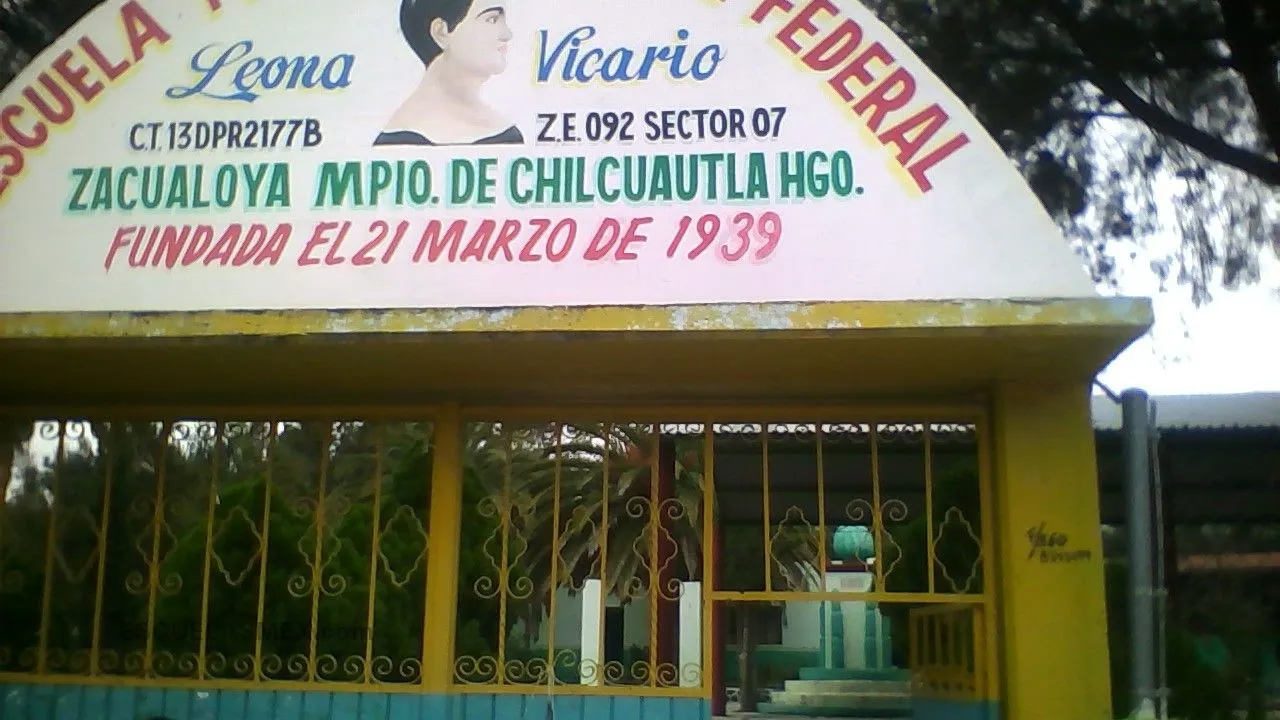 ESCUELA FEDERAL
Leona Vicario
C.T. 13DPR2177B Z.E. 092 SECTOR 07
ZACUALOYA MPIO. DE CHILCUAUTLA HGO.
FUNDADA EL 21 MARZO DE 1939